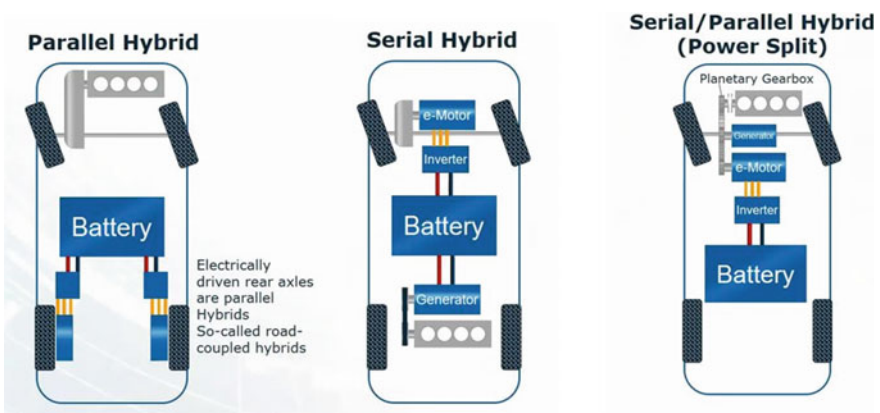 Parallel Hybrid
Battery
Electrically
driven rear axles
are parallel
Hybrids
So-called road-
coupled hybrids
Serial Hybrid
e-Motor
Inverter
Battery
Generator
Serial/Parallel Hybrid
(Power Split)
Planetary Gearbox
Generator
e-Motor
Inverter
Battery